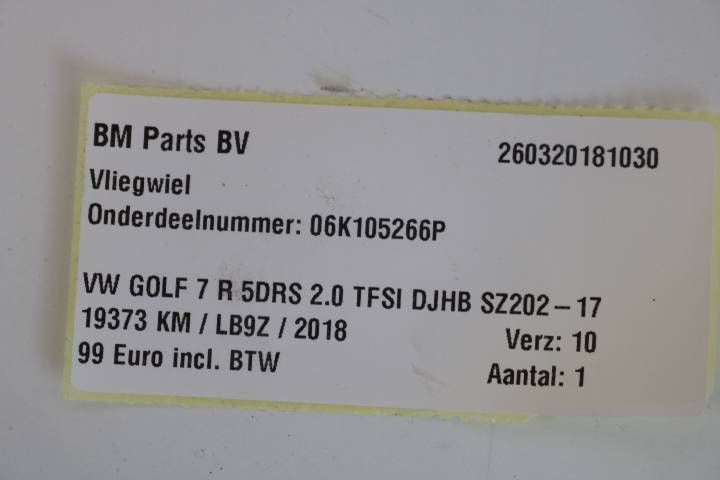 BM Parts BV 260320181030
Vliegwiel
Onderdeelnummer: 06K105266P
VW GOLF 7 R 5DRS 2.0 TFSI DJHB SZ202-17
19373 KM / LB9Z / 2018 Verz: 10
99 Euro incl. BTW Aantal: 1